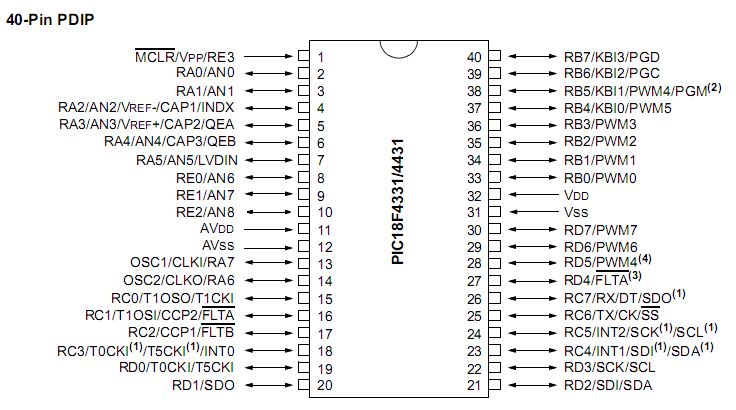 40-Pin PDIP
MCLR/VPP/RE3 1 40 RB7/KBI3/PGD
RA0/AN0 2 39 RB6/KBI2/PGC
RA1/AN1 3 38 RB5/KBI1/PWM4/PGM(2)
RA2/AN2/VREF-/CAP1/INDX 4 37 RB4/KBI0/PWM5
RA3/AN3/VREF+/CAP2/QEA 5 36 RB3/PWM3
RA4/AN4/CAP3/QEB 6 35 RB2/PWM2
RA5/AN5/LVDIN 7 34 RB1/PWM1
RE0/AN6 8 33 RB0/PWM0
RE1/AN7 9 32 VDD
RE2/AN8 10 31 VSS
AVDD 11 30 RD7/PWM7
AVSS 12 29 RD6/PWM6
OSC1/CLKI/RA7 13 28 RD5/PWM4(4)
OSC2/CLKO/RA6 14 27 RD4/FLTA(3)
RC0/T1OSO/T1CKI 15 26 RC7/RX/DT/SDO(1)
RC1/T1OSI/CCP2/FLTA 16 25 RC6/TX/CK/SS
RC2/CCP1/FLTB 17 24 RC5/INT2/SCK(1)/SCL(1)
RC3/T0CKI(1)/T5CKI(1)/INT0 18 23 RC4/INT1/SDI(1)/SDA(1)
RD0/T0CKI/T5CKI 19 22 RD3/SCK/SCL
RD1/SDO 20 21 RD2/SDI/SDA
PIC18F4331/4431